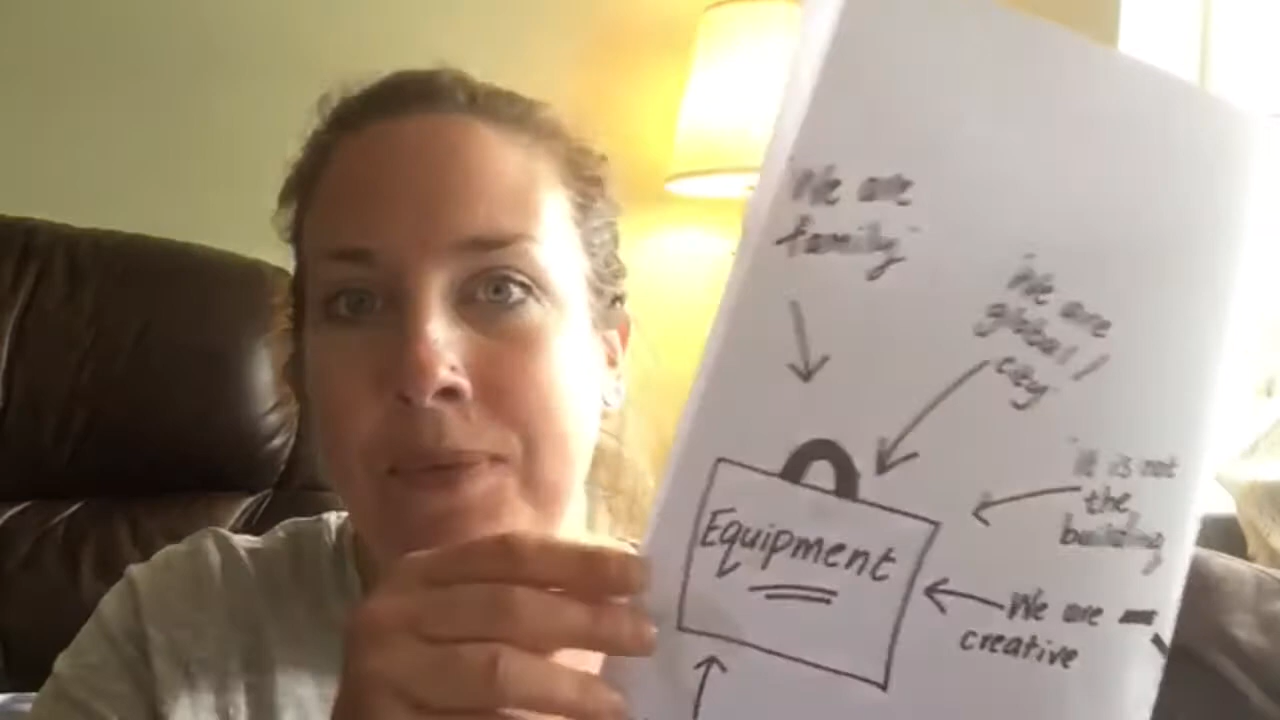 "We are
family"
"We are
global /
city"
"it is not
the
building
Equipment
We are
creative